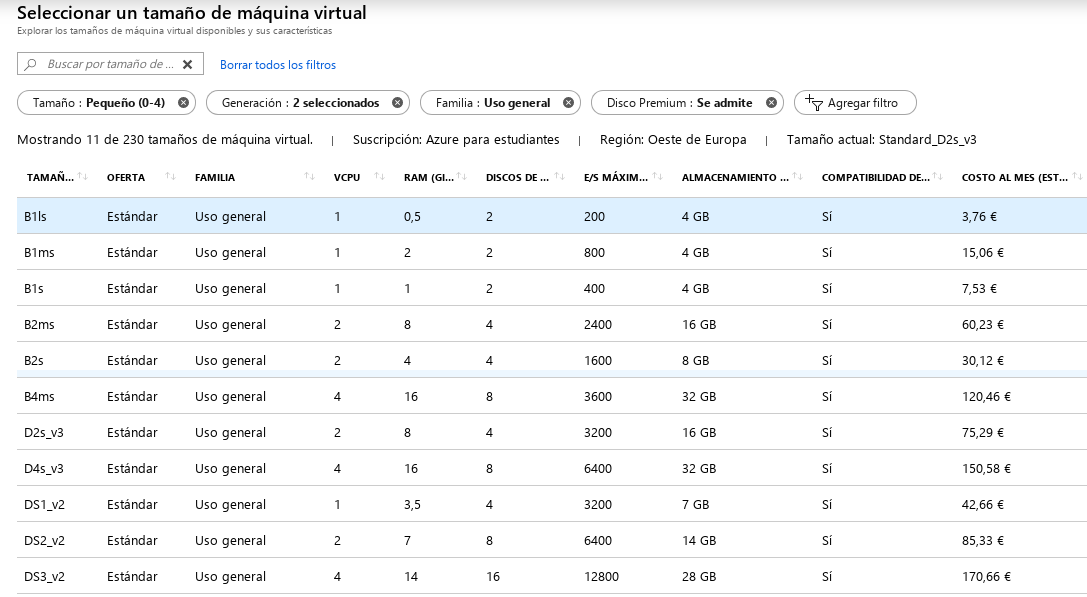 Seleccionar un tamaño de máquina virtual
Explorar los tamaños de máquina virtual disponibles y sus características
Buscar por tamaño de ... Borrar todos los filtros
Tamaño : Pequeño (0-4) Generación : 2 seleccionados Familia : Uso general Disco Premium : Se admite Agregar filtro
Mostrando 11 de 230 tamaños de máquina virtual. | Suscripción: Azure para estudiantes | Región: Oeste de Europa | Tamaño actual: Standard_D2s_v3
TAMAÑ... OFERTA FAMILIA VCPU RAM (GI... DISCOS DE ... E/S MÁXIM... ALMACENAMIENTO ... COMPATIBILIDAD DE... COSTO AL MES (EST...
B1ls Estándar Uso general 1 0,5 2 200 4 GB Sí 3,76 €
B1ms Estándar Uso general 1 2 2 800 4 GB Sí 15,06 €
B1s Estándar Uso general 1 1 2 400 4 GB Sí 7,53 €
B2ms Estándar Uso general 2 8 4 2400 16 GB Sí 60,23 €
B2s Estándar Uso general 2 4 4 1600 8 GB Sí 30,12 €
B4ms Estándar Uso general 4 16 8 3600 32 GB Sí 120,46 €
D2s_v3 Estándar Uso general 2 8 4 3200 16 GB Sí 75,29 €
D4s_v3 Estándar Uso general 4 16 8 6400 32 GB Sí 150,58 €
DS1_v2 Estándar Uso general 1 3,5 4 3200 7 GB Sí 42,66 €
DS2_v2 Estándar Uso general 2 7 8 6400 14 GB Sí 85,33 €
DS3_v2 Estándar Uso general 4 14 16 12800 28 GB Sí 170,66 €